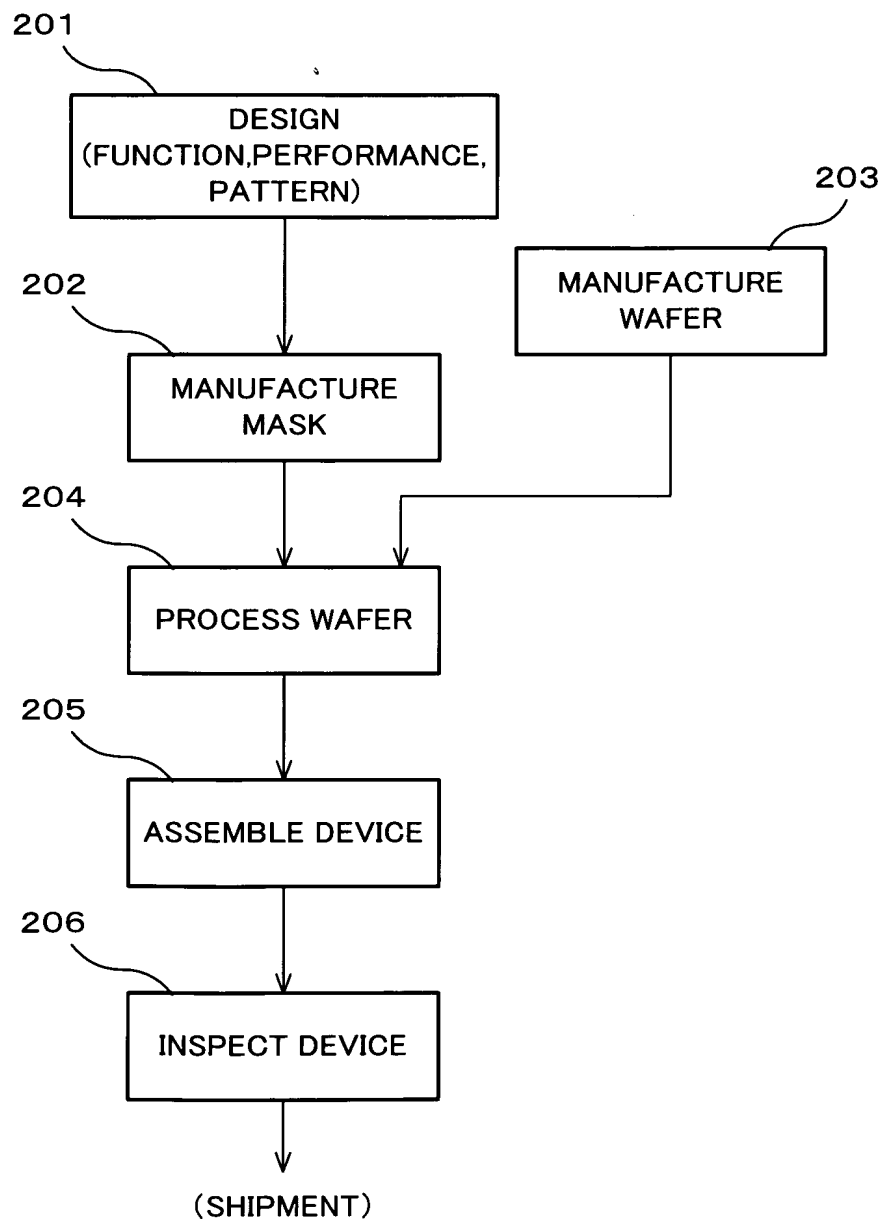 201
DESIGN
(FUNCTION,PERFORMANCE,
PATTERN)
203
MANUFACTURE
WAFER
202
MANUFACTURE
MASK
204
PROCESS WAFER
205
ASSEMBLE DEVICE
206
INSPECT DEVICE
(SHIPMENT)